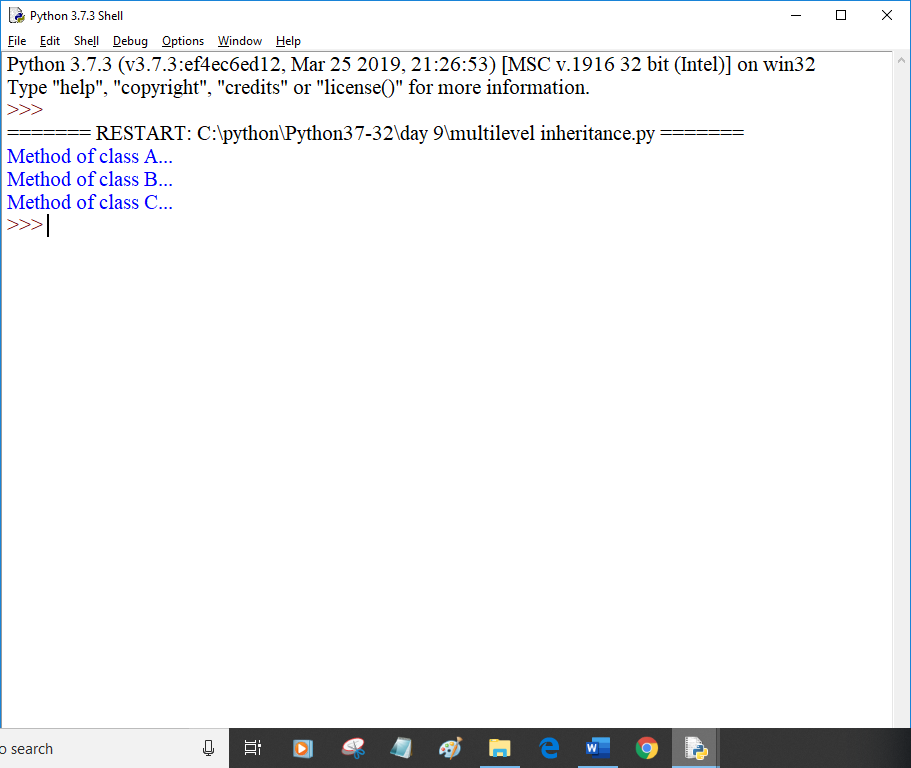 Python 3.7.3 Shell
File Edit Shell Debug Options Window Help
Python 3.7.3 (v3.7.3:ef4ec6ed12, Mar 25 2019, 21:26:53) [MSC v.1916 32 bit (Intel)] on win32
Type "help", "copyright", "credits" or "license()" for more information.
>>>
======= RESTART: C:\python\Python37-32\day 9\multilevel inheritance.py =======
Method of class A...
Method of class B...
Method of class C...
>>>
o search